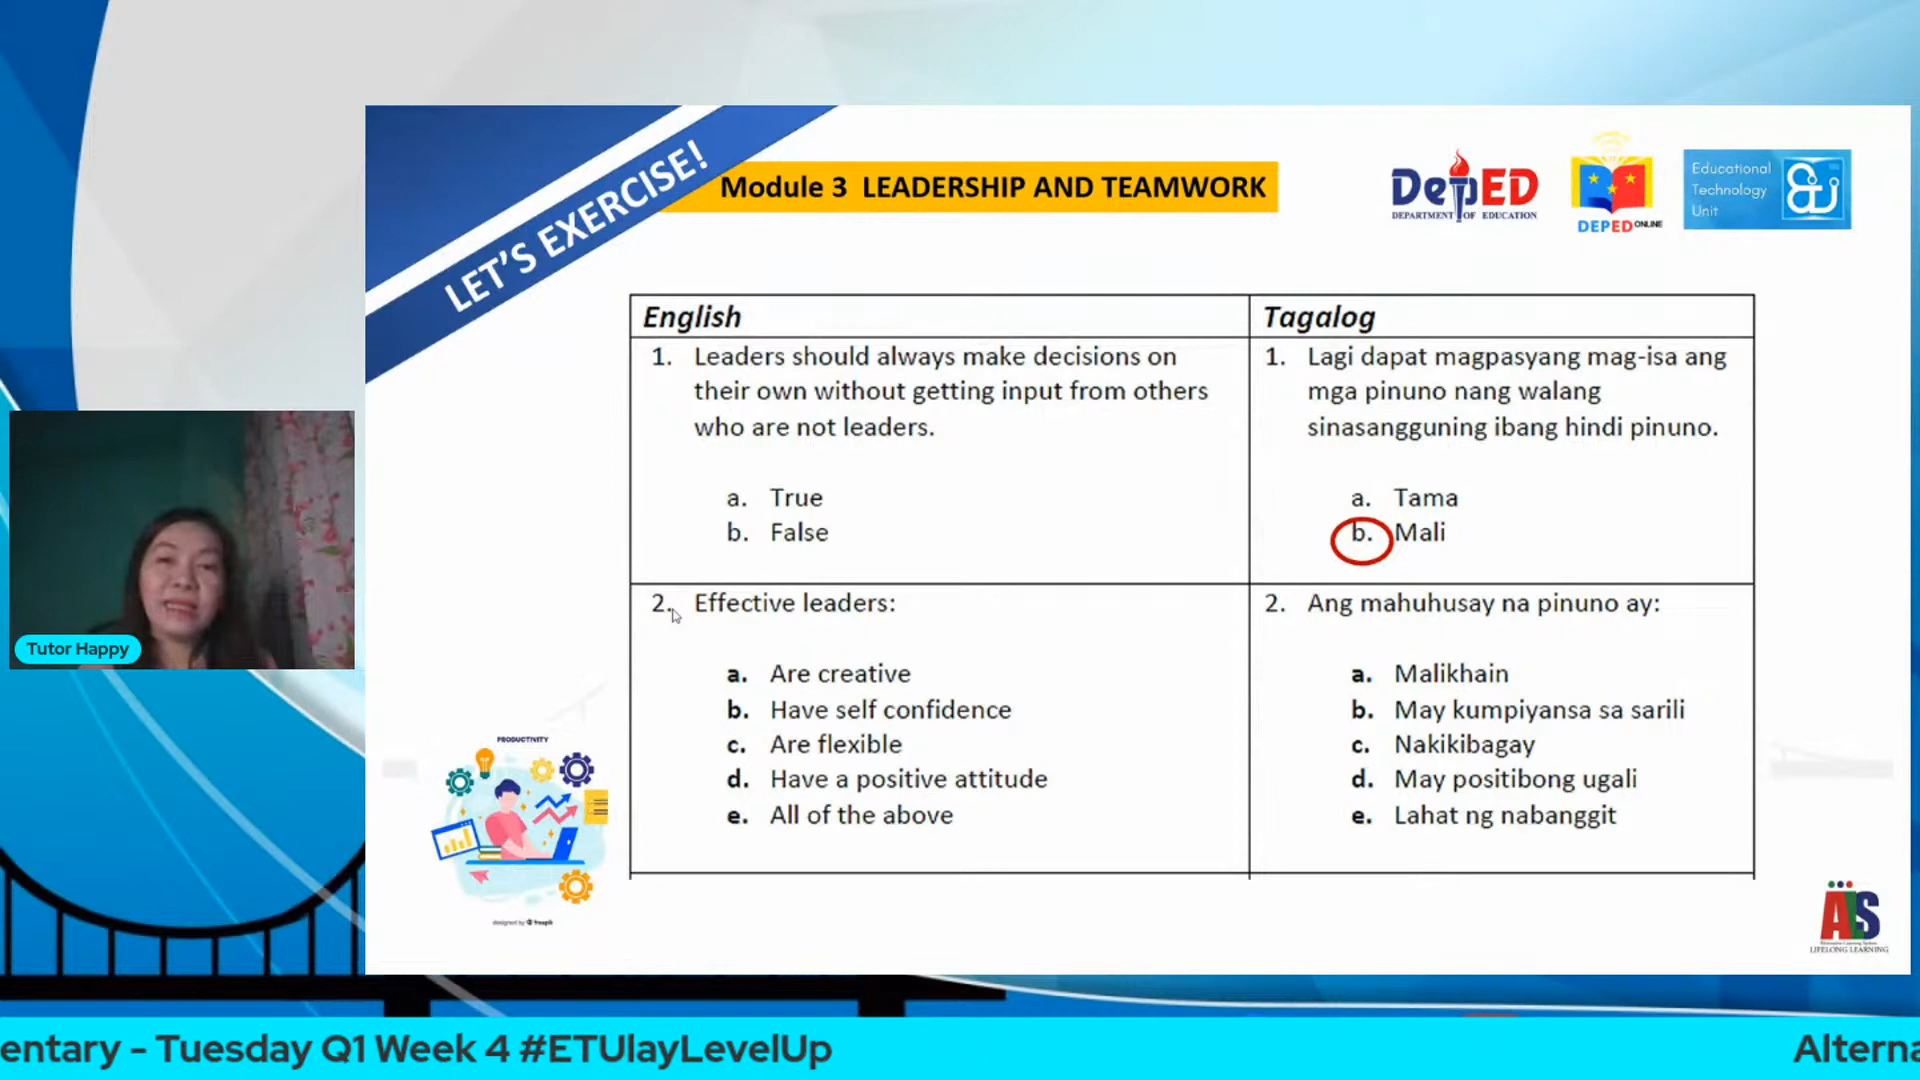 LET'S EXERCISE!
Module 3 LEADERSHIP AND TEAMWORK
DepED
DEPARTMENT OF EDUCATION
DEPED ONLINE
Educational
Technology
Unit
English
1. Leaders should always make decisions on
their own without getting input from others
who are not leaders.
a. True
b. False
2. Effective leaders:
a. Are creative
b. Have self confidence
c. Are flexible
d. Have a positive attitude
e. All of the above
Tagalog
1. Lagi dapat magpasyang mag-isa ang
mga pinuno nang walang
sinasangguning ibang hindi pinuno.
a. Tama
b. Mali
2. Ang mahuhusay na pinuno ay:
a. Malikhain
b. May kumpiyansa sa sarili
c. Nakikibagay
d. May positibong ugali
e. Lahat ng nabanggit
Tutor Happy
PRODUCTIVITY
designed by freepik
ALS
LIFELONG LEARNING
entary - Tuesday Q1 Week 4 #ETUlayLevelUp
Alterna